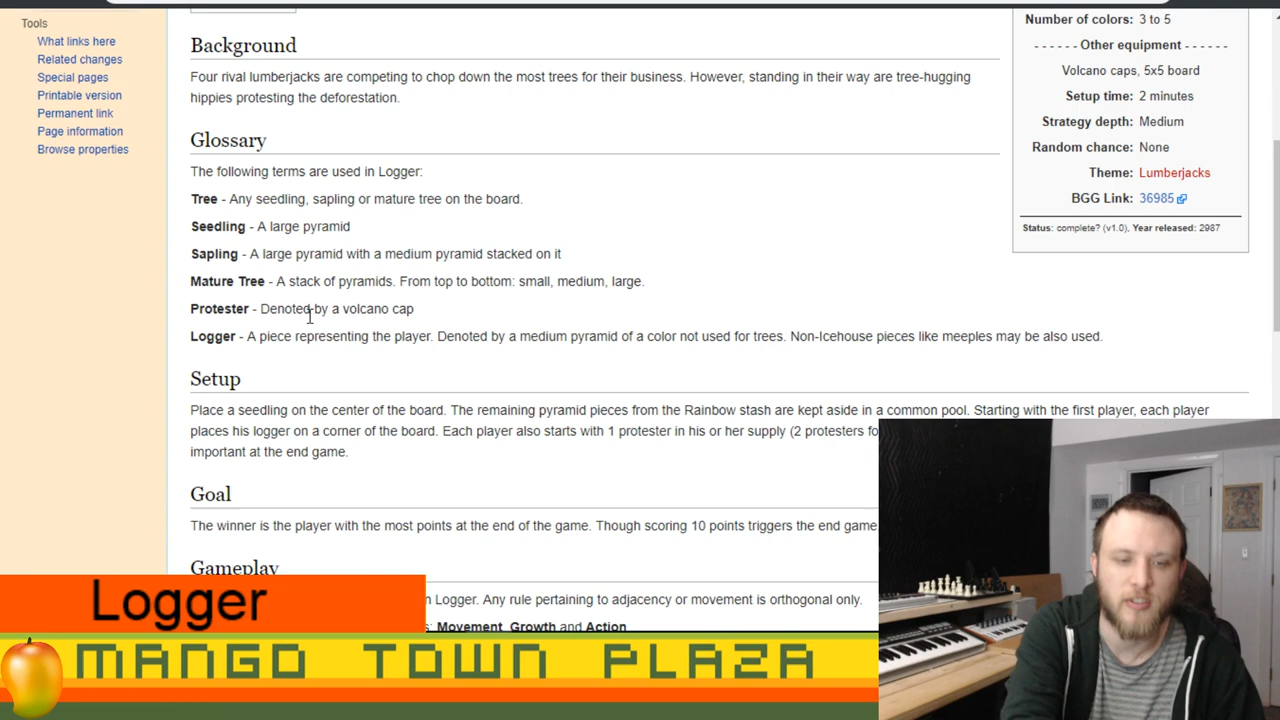 Tools
What links here
Related changes
Special pages
Printable version
Permanent link
Page information
Browse properties
Background
Four rival lumberjacks are competing to chop down the most trees for their business. However, standing in their way are tree-hugging
hippies protesting the deforestation.
Glossary
The following terms are used in Logger:
Tree - Any seedling, sapling or mature tree on the board.
Seedling - A large pyramid
Sapling - A large pyramid with a medium pyramid stacked on it
Mature Tree - A stack of pyramids. From top to bottom: small, medium, large.
Protester - Denoted by a volcano cap
Logger - A piece representing the player. Denoted by a medium pyramid of a color not used for trees. Non-Icehouse pieces like meeples may be also used.
Setup
Place a seedling on the center of the board. The remaining pyramid pieces from the Rainbow stash are kept aside in a common pool. Starting with the first player, each player
places his logger on a corner of the board. Each player also starts with 1 protester in his or her supply (2 protesters fo
important at the end game.
Goal
The winner is the player with the most points at the end of the game. Though scoring 10 points triggers the end game
Gameplay
n Logger. Any rule pertaining to adjacency or movement is orthogonal only.
s: Movement, Growth and Action
Number of colors: 3 to 5
- - - - - - Other equipment - - - - - -
Volcano caps, 5x5 board
Setup time: 2 minutes
Strategy depth: Medium
Random chance: None
Theme: Lumberjacks
BGG Link: 36985
Status: complete? (v1.0), Year released: 2987
Logger
MANGO TOWN PLAZA